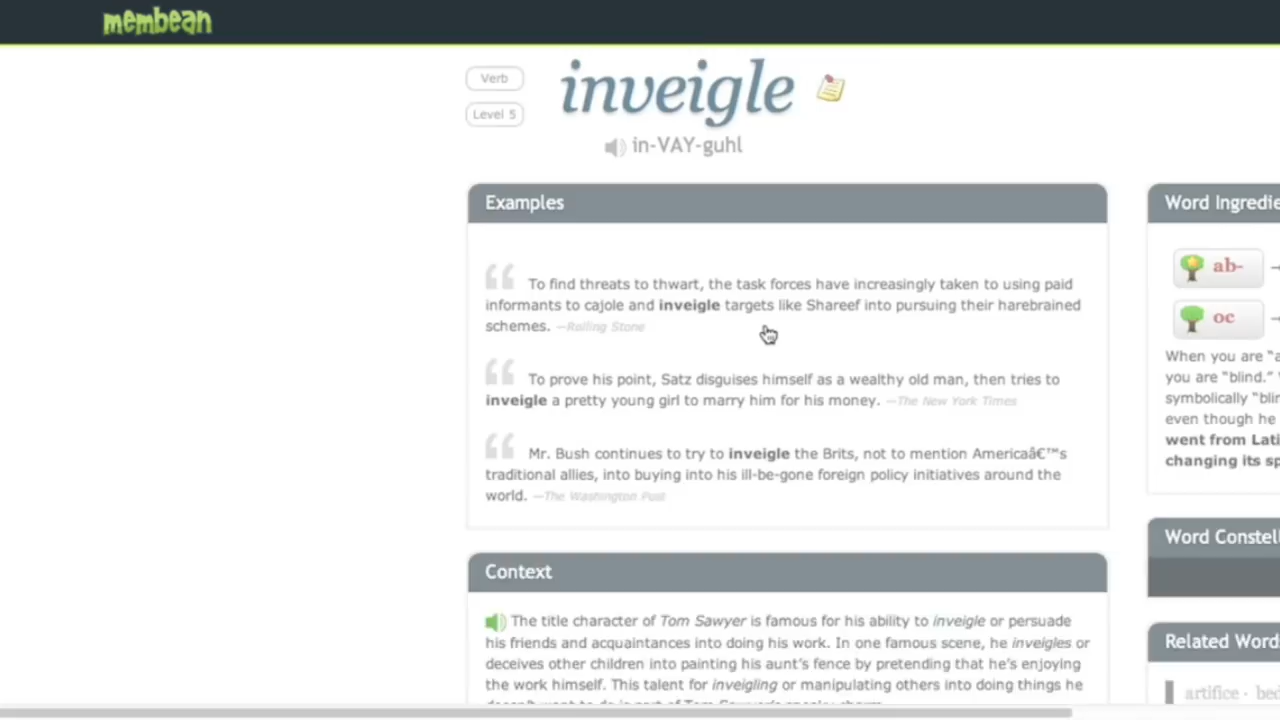 membean
Verb
Level 5
inveigle
in-VAY-guhl
Examples
To find threats to thwart, the task forces have increasingly taken to using paid
informants to cajole and inveigle targets like Shareef into pursuing their harebrained
schemes. —Rolling Stone
To prove his point, Satz disguises himself as a wealthy old man, then tries to
inveigle a pretty young girl to marry him for his money. —The New York Times
Mr. Bush continues to try to inveigle the Brits, not to mention Americaâ€™s
traditional allies, into buying into his ill-be-gone foreign policy initiatives around the
world. —The Washington Post
Context
The title character of Tom Sawyer is famous for his ability to inveigle or persuade
his friends and acquaintances into doing his work. In one famous scene, he inveigles or
deceives other children into painting his aunt's fence by pretending that he's enjoying
the work himself. This talent for inveigling or manipulating others into doing things he
Word Ingredie
ab-
oc
When you are “a
you are “blind.”
symbolically “blin
even though he
went from Lati
changing its sp
Word Constell
Related Word
artifice · bed